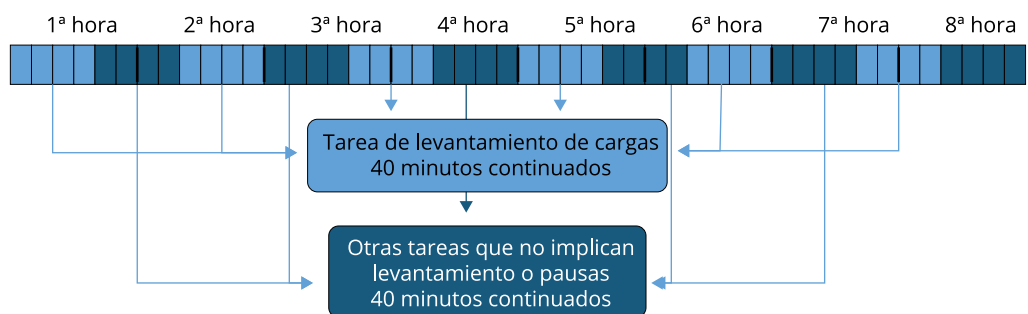 1ª hora 2ª hora 3ª hora 4ª hora 5ª hora 6ª hora 7ª hora 8ª hora
Tarea de levantamiento de cargas
40 minutos continuados
Otras tareas que no implican
levantamiento o pausas
40 minutos continuados